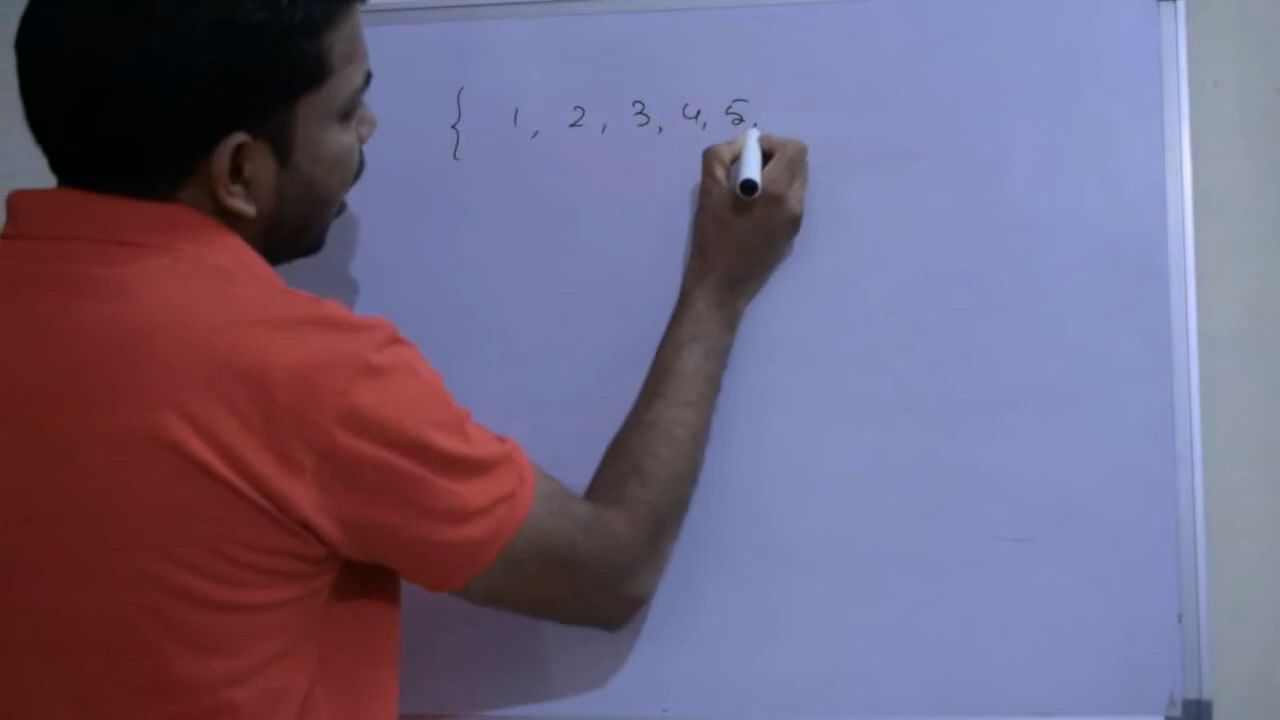 { 1, 2, 3, 4, 5,